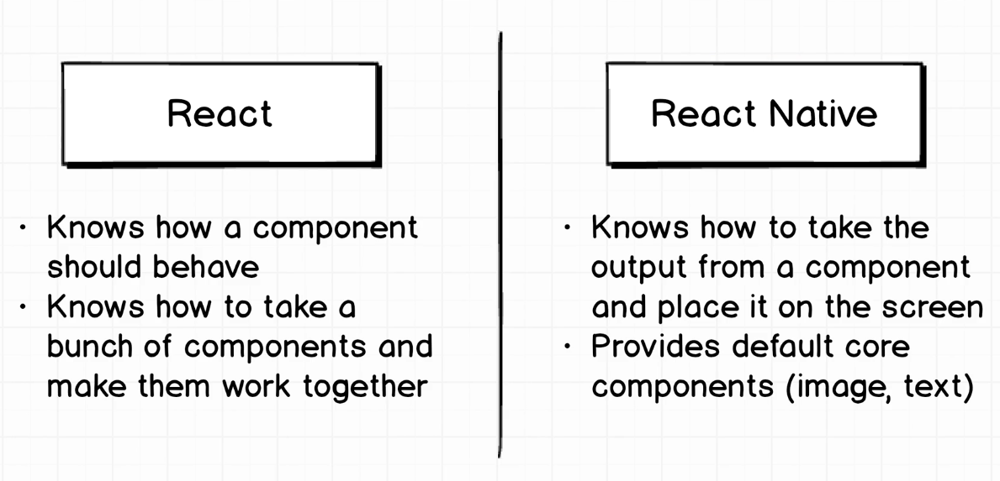 React
· Knows how a component
should behave
· Knows how to take a
bunch of components and
make them work together
React Native
· Knows how to take the
output from a component
and place it on the screen
· Provides default core
components (image, text)